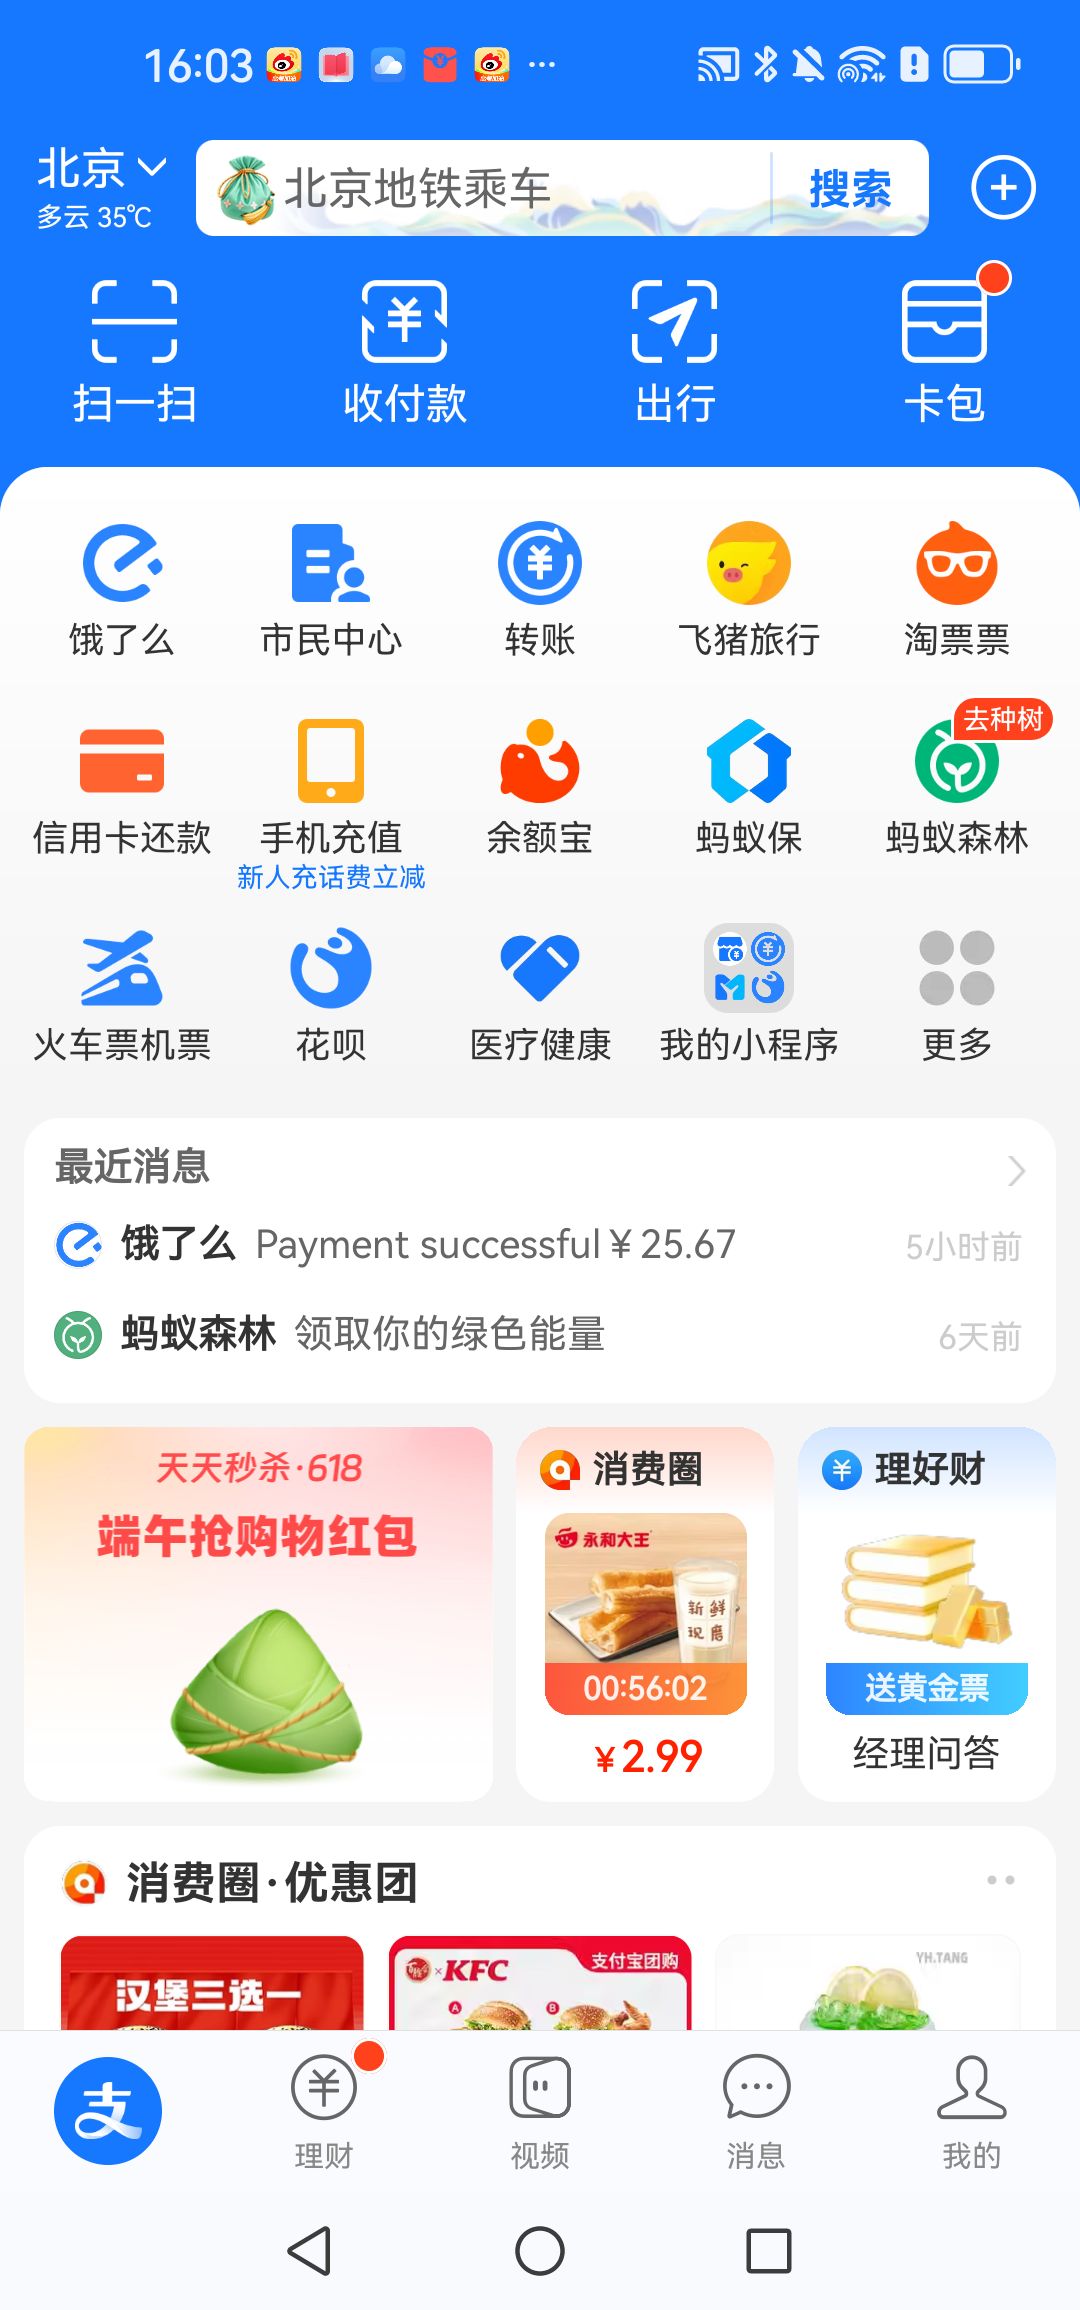 16:03
北京
北京地铁乘车
搜索
多云 35℃
扫一扫
收付款
出行
卡包
饿了么
市民中心
转账
飞猪旅行
淘票票
去种树
信用卡还款
手机充值
余额宝
蚂蚁保
蚂蚁森林
新人充话费立减
火车票机票
花呗
医疗健康
我的小程序
更多
最近消息
饿了么 Payment successful ¥ 25.67 5小时前
蚂蚁森林 领取你的绿色能量 6天前
天天秒杀·618
端午抢购物红包
消费圈
永和大王
新鲜
现磨
00:56:02
¥ 2.99
理好财
送黄金票
经理问答
消费圈·优惠团
汉堡三选一
×KFC
支付宝团购
A
B
YH.TANG
支
理财
视频
消息
我的